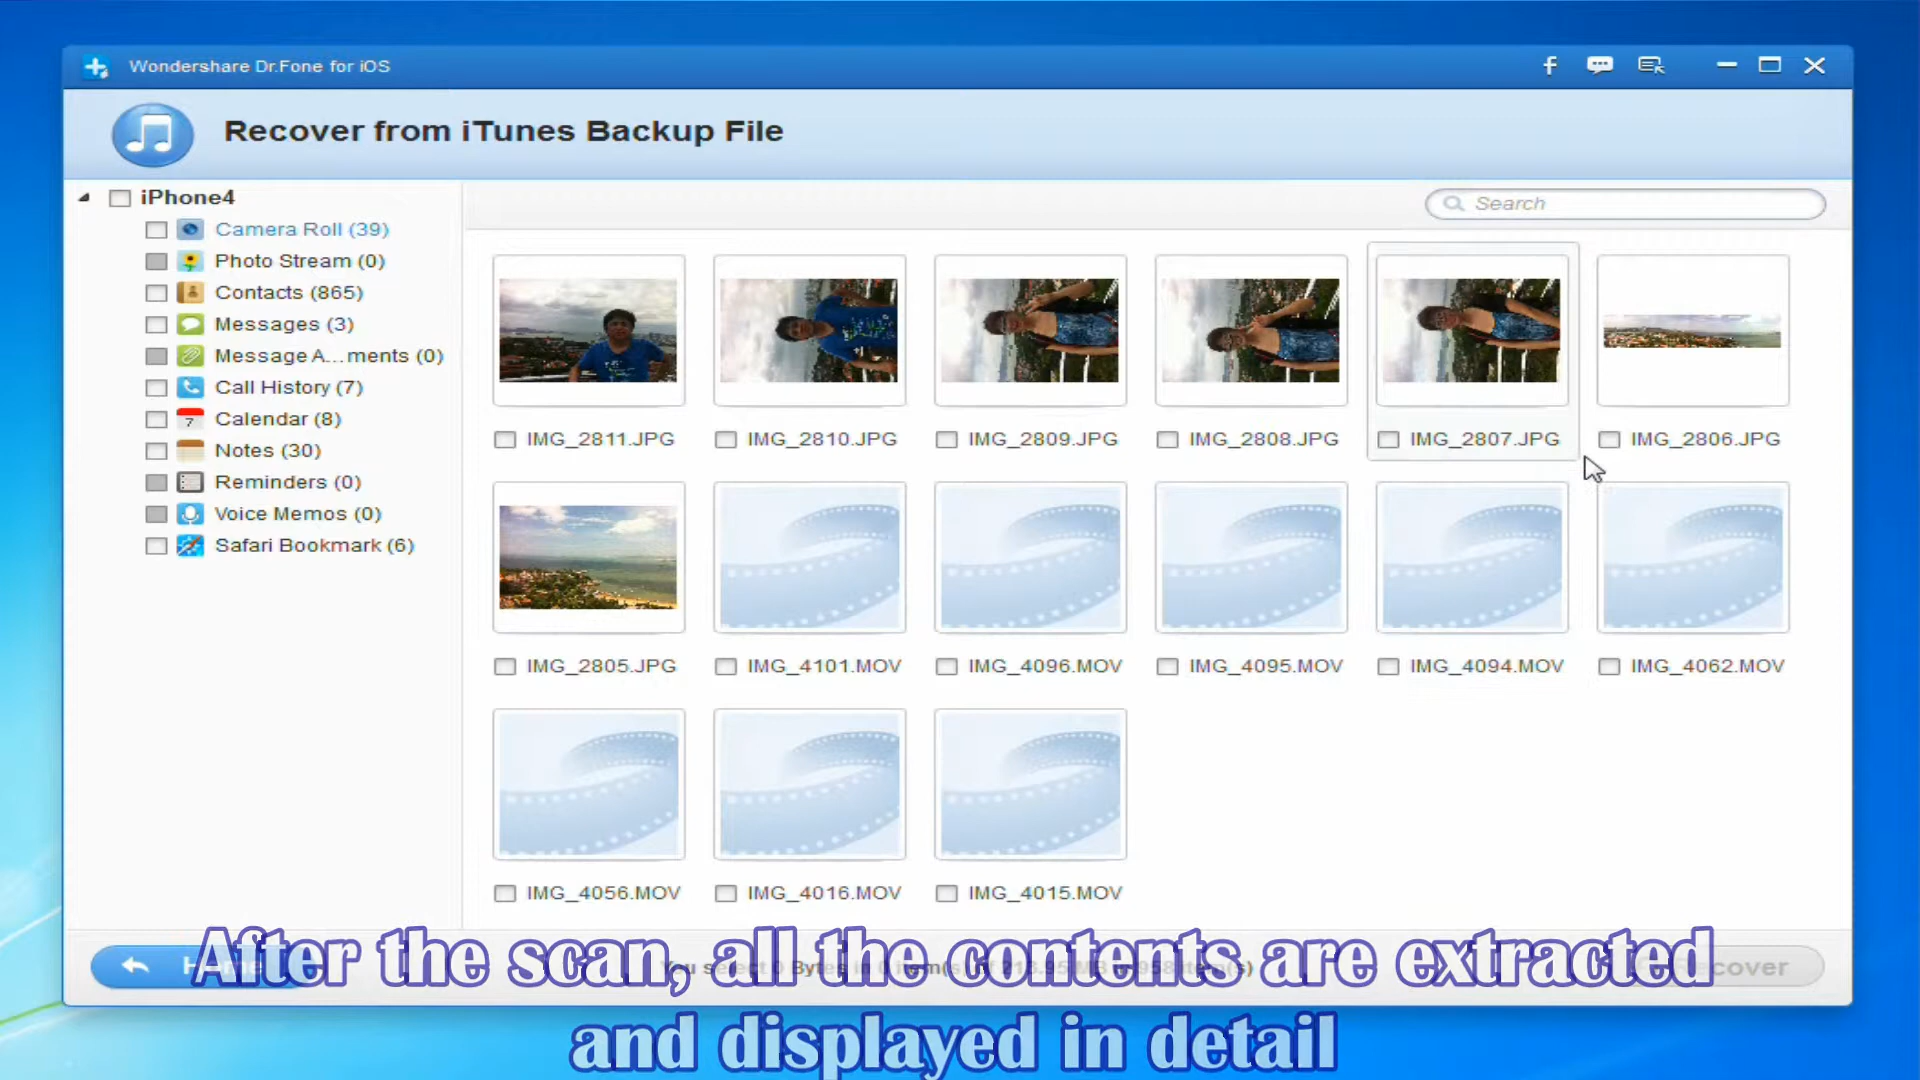 Wondershare Dr.Fone for iOS
Recover from iTunes Backup File
iPhone4
Search
Camera Roll (39)
Photo Stream (0)
Contacts (865)
Messages (3)
Message A...ments (0)
Call History (7)
Calendar (8)
Notes (30)
Reminders (0)
Voice Memos (0)
Safari Bookmark (6)
IMG_2811.JPG IMG_2810.JPG IMG_2809.JPG IMG_2808.JPG IMG_2807.JPG IMG_2806.JPG
IMG_2805.JPG IMG_4101.MOV IMG_4096.MOV IMG_4095.MOV IMG_4094.MOV IMG_4062.MOV
IMG_4056.MOV IMG_4016.MOV IMG_4015.MOV
After the scan, all the contents are extracted
and displayed in detail